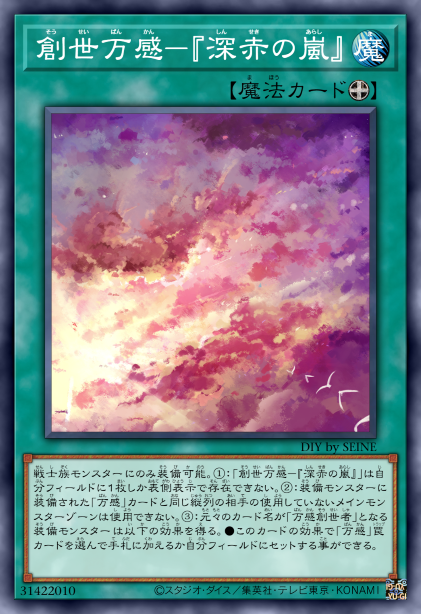 創世万感－『深赤の嵐』 魔
【魔法カード】
DIY by SEINE
戦士族モンスターにのみ装備可能。①：「創世万感－『深赤の嵐』」は自
分フィールドに1枚しか表側表示で存在できない。②：装備モンスターに
装備された「万感」カードと同じ縦列の相手の使用していないメインモン
スターゾーンは使用できない。③：元々のカード名が「万感創世者」となる
装備モンスターは以下の効果を得る。●このカードの効果で「万感」罠
カードを選んで手札に加えるか自分フィールドにセットする事ができる。
31422010 ©スタジオ・ダイス／集英社・テレビ東京・KONAMI